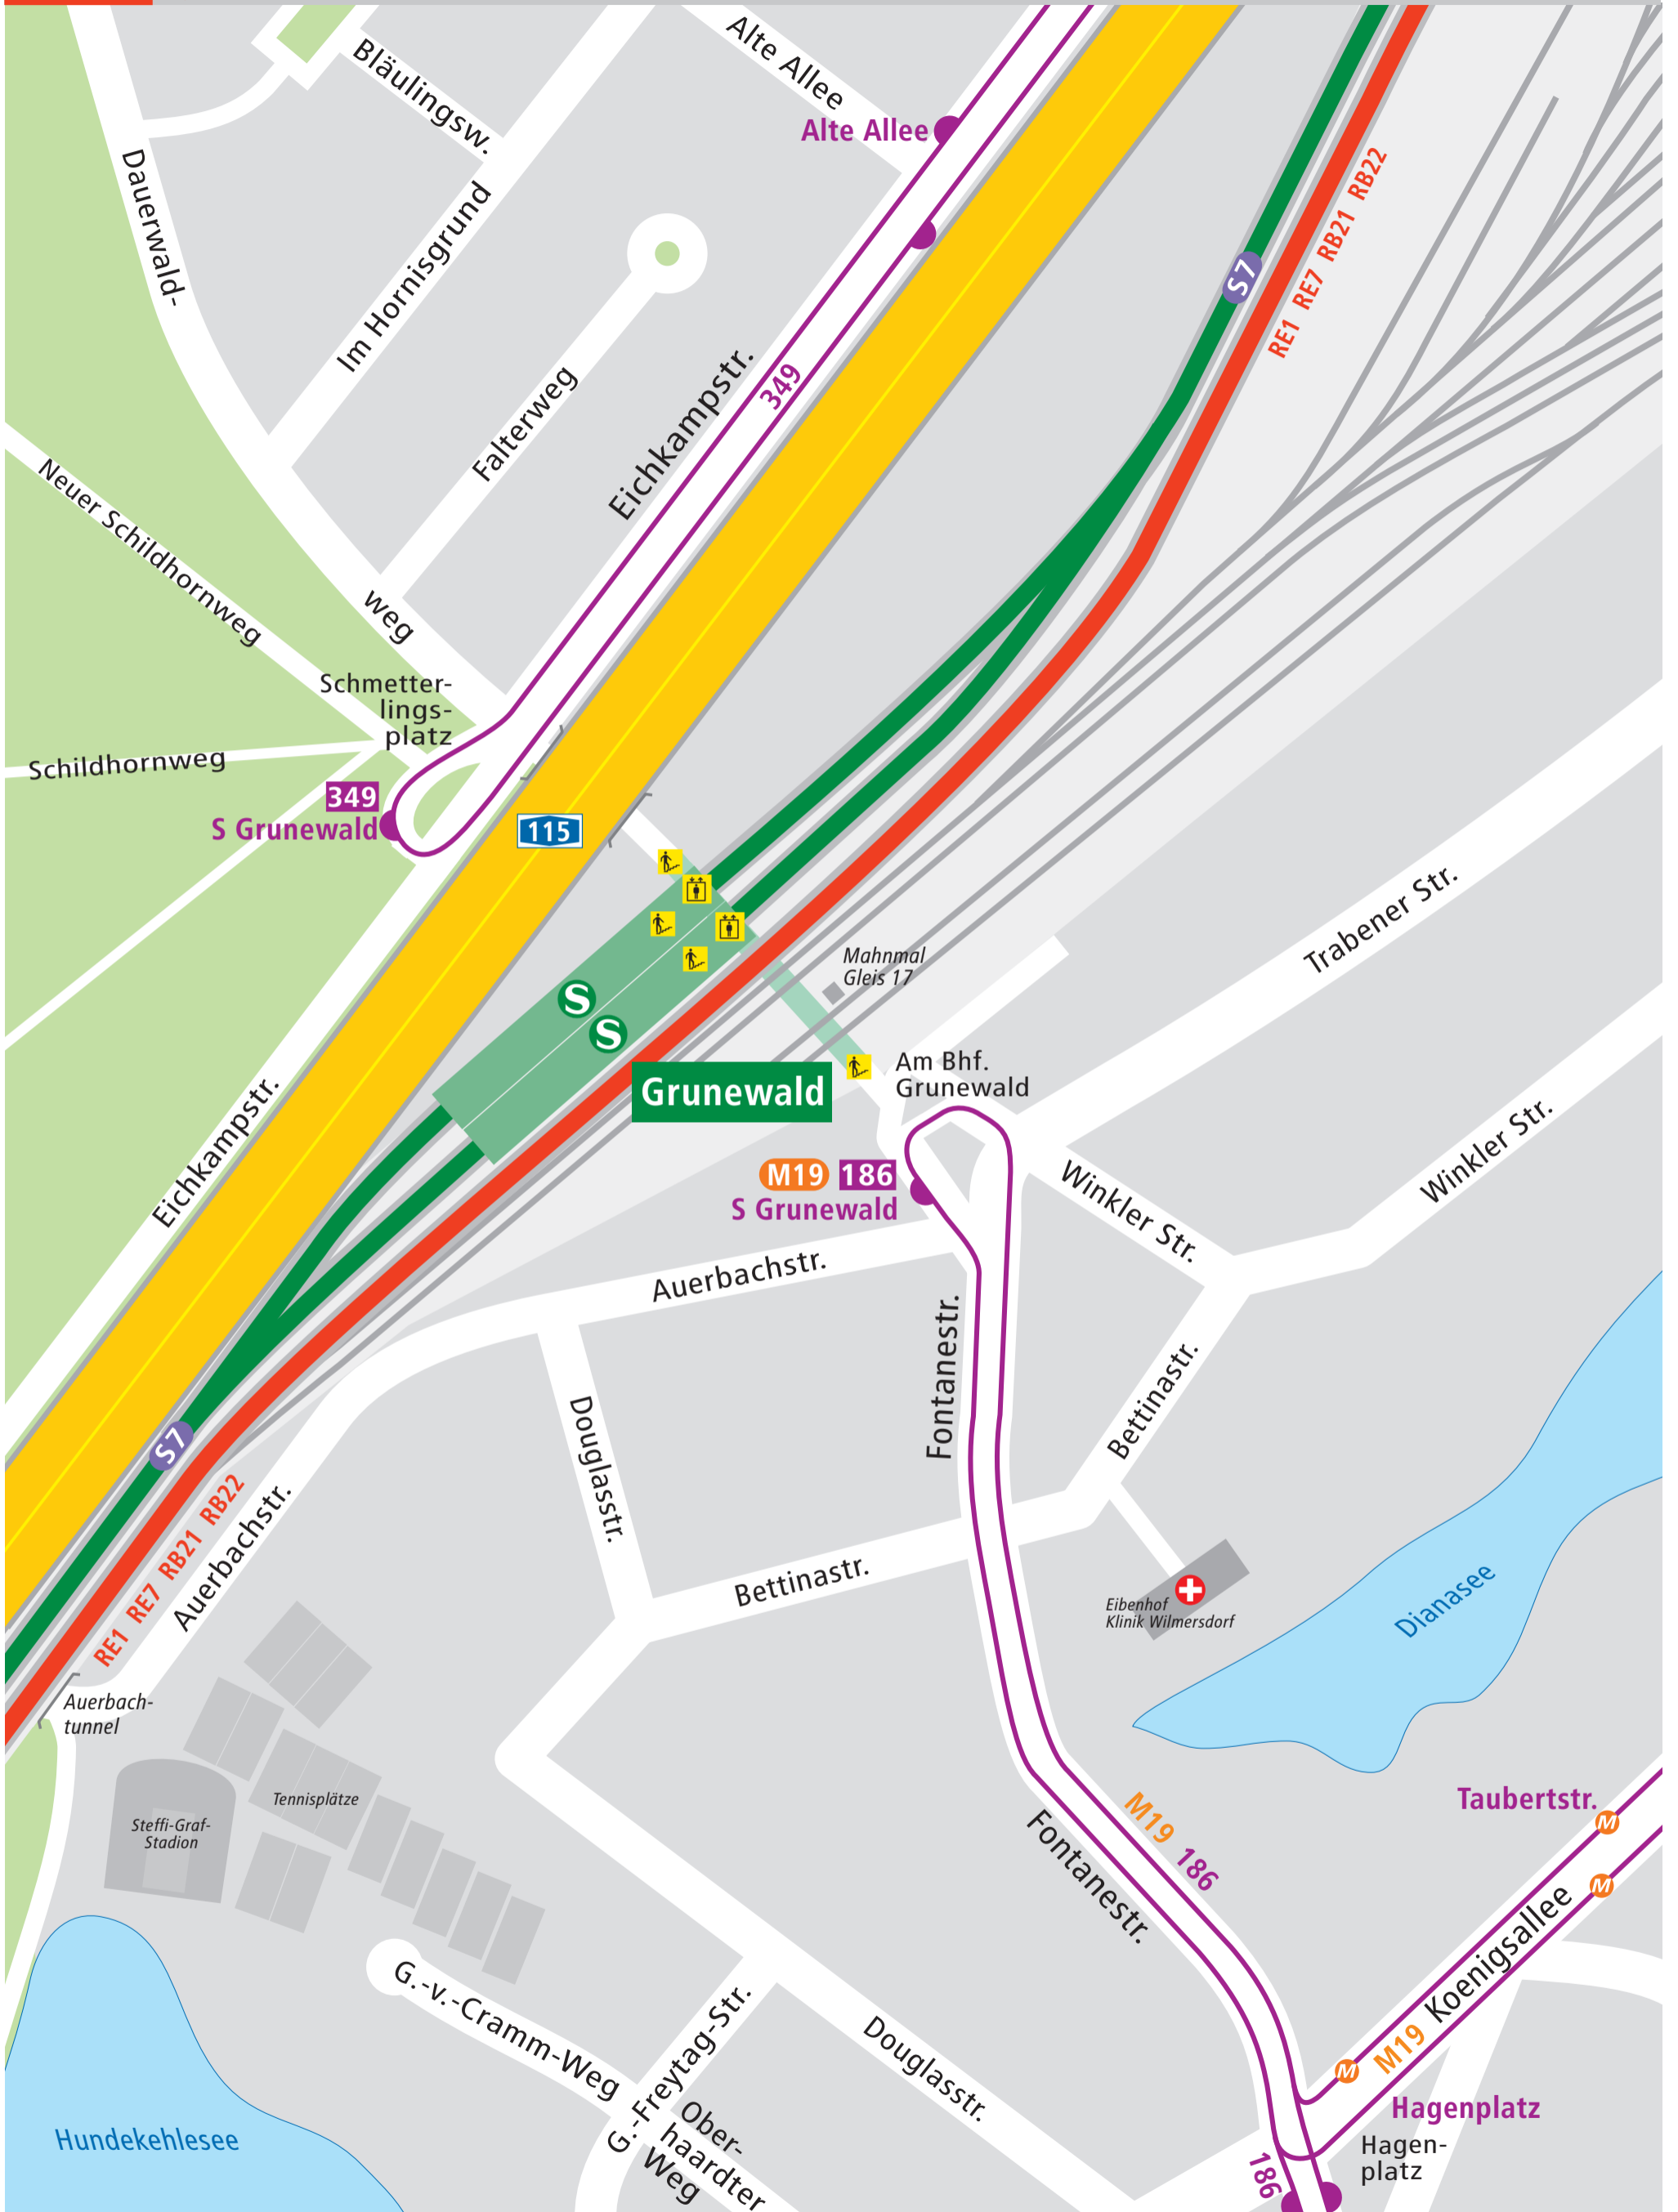 Alte Allee
Bläulingsw.
Alte Allee
Dauerwald-
Im Hornisgrund
RE1 RE7 RB21 RB22
S7
349
Eichkampstr.
Falterweg
Neuer Schildhornweg
weg
Schmetter-
lings-
platz
Schildhornweg
349
S Grunewald
115
Trabener Str.
Mahnmal
Gleis 17
S
S
Grunewald
Am Bhf.
Grunewald
Eichkampstr.
Winkler Str.
Winkler Str.
M19 186
S Grunewald
Auerbachstr.
Fontanestr.
Bettinastr.
Douglasstr.
S7
RE1 RE7 RB21 RB22
Auerbachstr.
Bettinastr.
Eibenhof
Klinik Wilmersdorf
Dianasee
Auerbach-
tunnel
Tennisplätze
Steffi-Graf-
Stadion
M19 186
Fontanestr.
Taubertstr.
M
M
Koenigsallee
M19
M
G.-v.-Cramm-Weg
G.-Freytag-Str.
Douglasstr.
Ober-
haardter
Weg
Hundekehlesee
Hagenplatz
Hagen-
platz
186